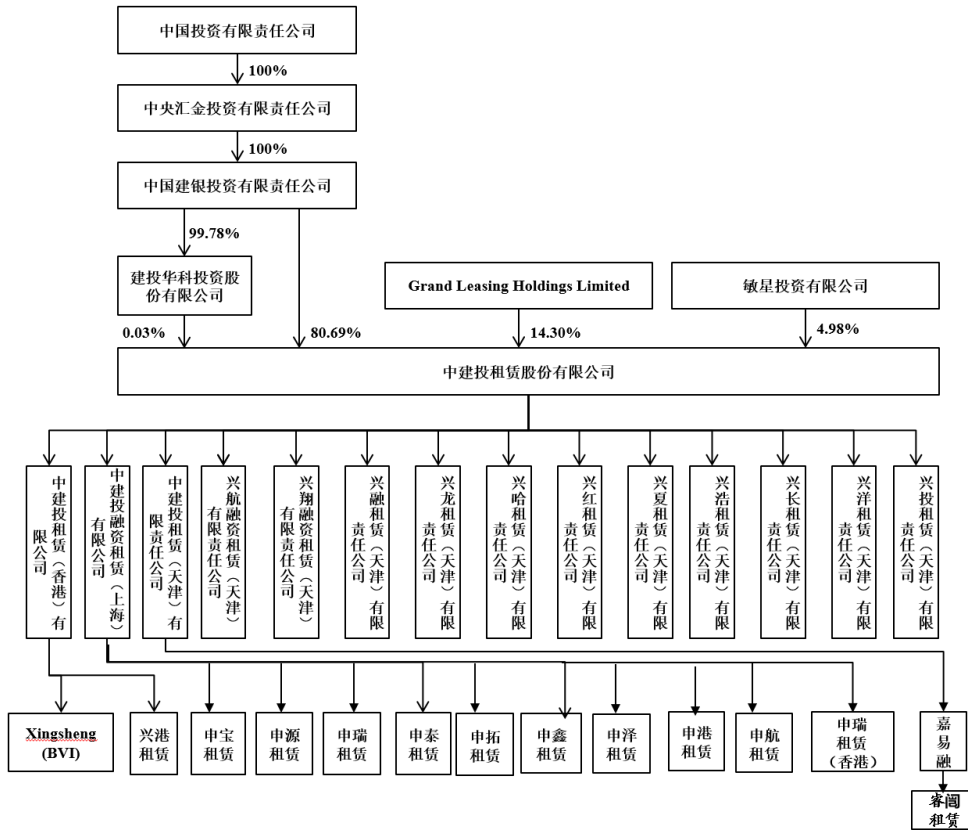 中国投资有限责任公司
100%
中央汇金投资有限责任公司
100%
中国建银投资有限责任公司
99.78%
建投华科投资股
份有限公司
Grand Leasing Holdings Limited
敏星投资有限公司
0.03%
80.69%
14.30%
4.98%
中建投租赁股份有限公司
中建投租赁（香港）有
限公司
中建投融资租赁（上海）
有限公司
中建投租赁（天津）有
限责任公司
兴航融资租赁（天津）
有限责任公司
兴翔融资租赁（天津）
有限责任公司
兴融租赁（天津）有限
责任公司
兴龙租赁（天津）有限
责任公司
兴哈租赁（天津）有限
责任公司
兴红租赁（天津）有限
责任公司
兴夏租赁（天津）有限
责任公司
兴浩租赁（天津）有限
责任公司
兴长租赁（天津）有限
责任公司
兴洋租赁（天津）有限
责任公司
兴投租赁（天津）有限
责任公司
Xingsheng
(BVI)
兴港
租赁
申宝
租赁
申源
租赁
申瑞
租赁
申泰
租赁
申拓
租赁
申鑫
租赁
申泽
租赁
申港
租赁
申航
租赁
申瑞
租赁
（香港）
嘉
易
融
睿阊
租赁